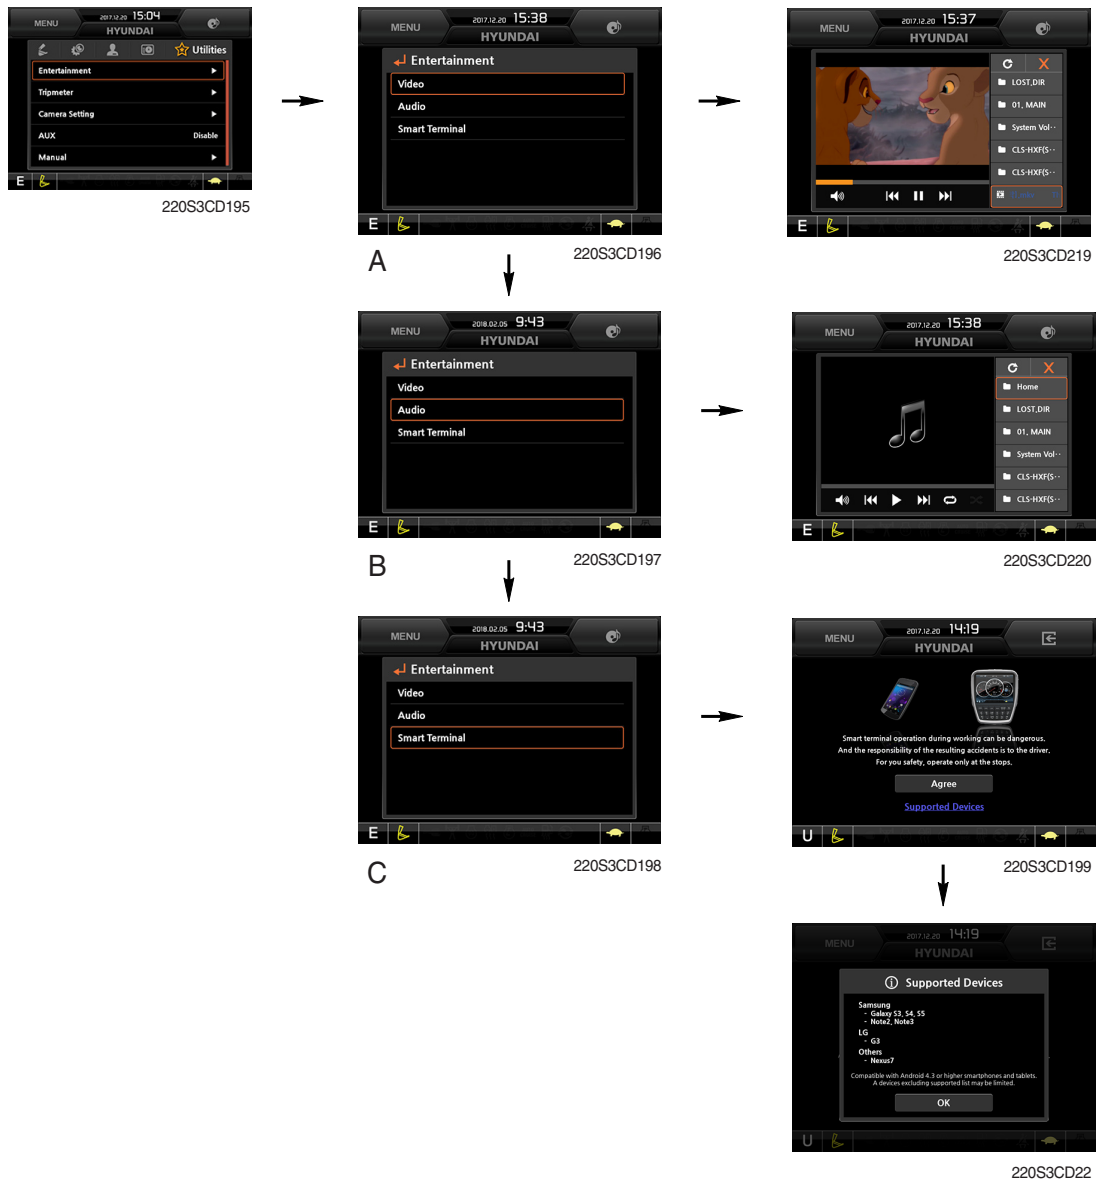 MENU
2017.12.20 15:04
HYUNDAI
Utilities
Entertainment
Tripmeter
Camera Setting
AUX Disable
Manual
E
220S3CD195
MENU
2017.12.20 15:38
HYUNDAI
Entertainment
Video
Audio
Smart Terminal
E
A
220S3CD196
MENU
2017.12.20 15:37
HYUNDAI
X
LOST.DIR
01. MAIN
System Vol··
CLS-HXF(S··
CLS-HXF(S··
E
220S3CD219
MENU
2018.02.05 9:43
HYUNDAI
Entertainment
Video
Audio
Smart Terminal
E
B
220S3CD197
MENU
2017.12.20 15:38
HYUNDAI
X
Home
LOST.DIR
01. MAIN
System Vol··
CLS-HXF(S··
CLS-HXF(S··
E
220S3CD220
MENU
2018.02.05 9:43
HYUNDAI
Entertainment
Video
Audio
Smart Terminal
E
C
220S3CD198
MENU
2017.12.20 14:19
HYUNDAI
Smart terminal operation during working can be dangerous.
And the responsibility of the resulting accidents is to the driver.
For you safety, operate only at the stops.
Agree
Supported Devices
U
220S3CD199
MENU
2017.12.20 14:19
HYUNDAI
Supported Devices
Samsung
- Galaxy S3, S4, S5
- Note2, Note3
LG
- G3
Others
- Nexus7
Compatible with Android 4.3 or higher smartphones and tablets.
A devices excluding supported list may be limited.
OK
U
220S3CD22